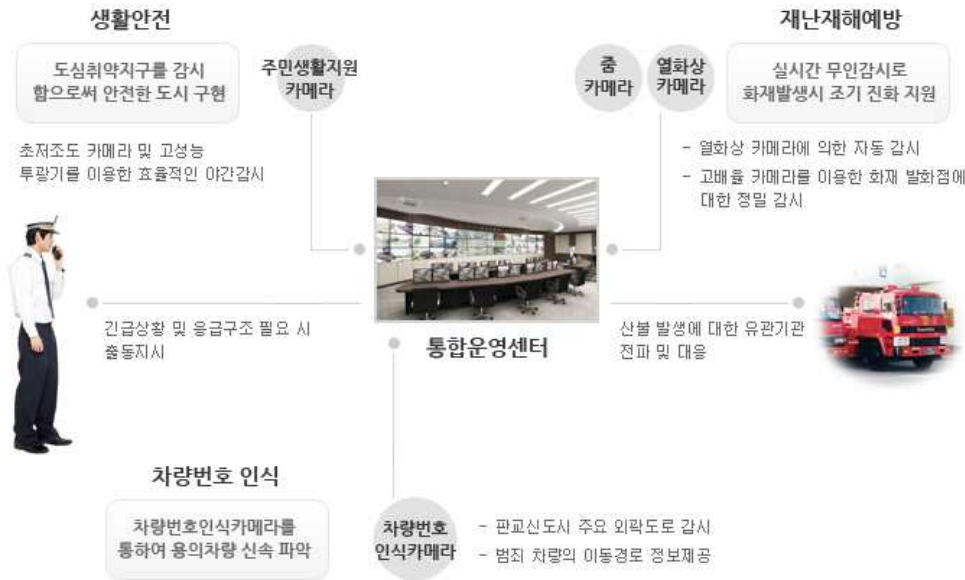 생활안전
도심취약지구를 감시
함으로써 안전한 도시 구현
주민생활지원
카메라
초저조도 카메라 및 고성능
투광기를 이용한 효율적인 야간감시
재난재해예방
줌
카메라
열화상
카메라
실시간 무인감시로
화재발생시 조기 진화 지원
- 열화상 카메라에 의한 자동 감시
- 고배율 카메라를 이용한 화재 발화점에
대한 정밀 감시
긴급상황 및 응급구조 필요 시
출동지시
통합운영센터
산불 발생에 대한 유관기관
전파 및 대응
차량번호 인식
차량번호인식카메라를
통하여 용의차량 신속 파악
차량번호
인식카메라
- 판교신도시 주요 외곽도로 감시
- 범죄 차량의 이동경로 정보제공